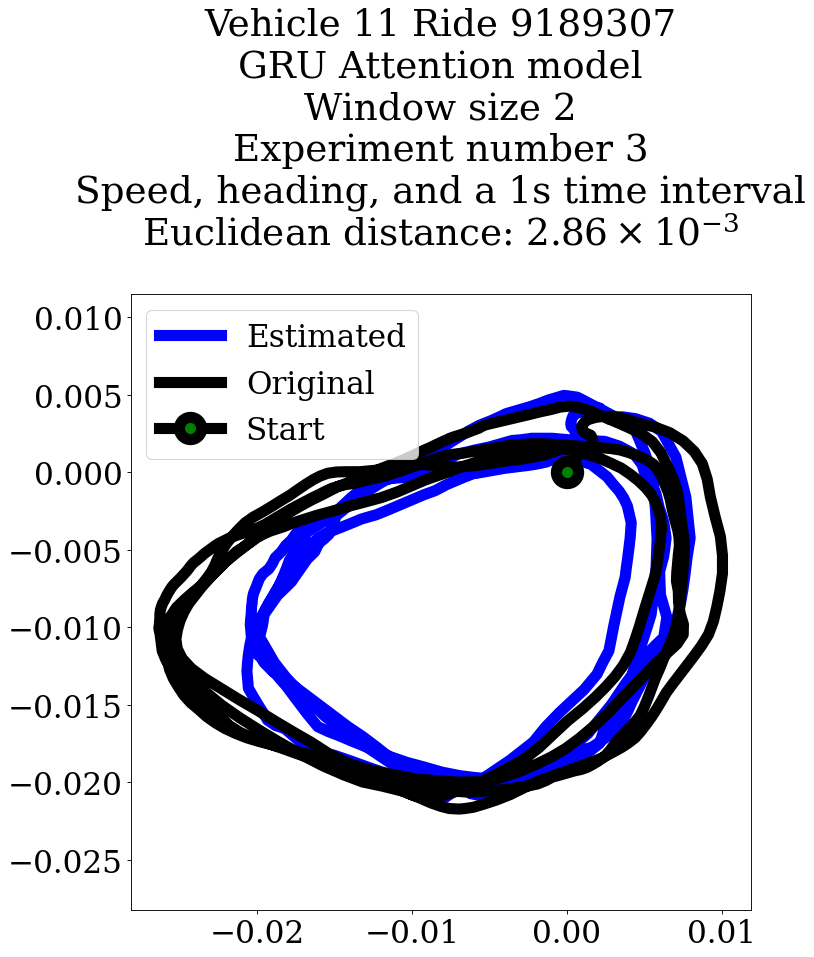 Vehicle 11 Ride 9189307
GRU Attention model
Window size 2
Experiment number 3
Speed, heading, and a 1s time interval
Euclidean distance: 2.86 × 10⁻³
0.010
0.005
0.000
−0.005
−0.010
−0.015
−0.020
−0.025
Estimated
Original
Start
−0.02
−0.01
0.00
0.01